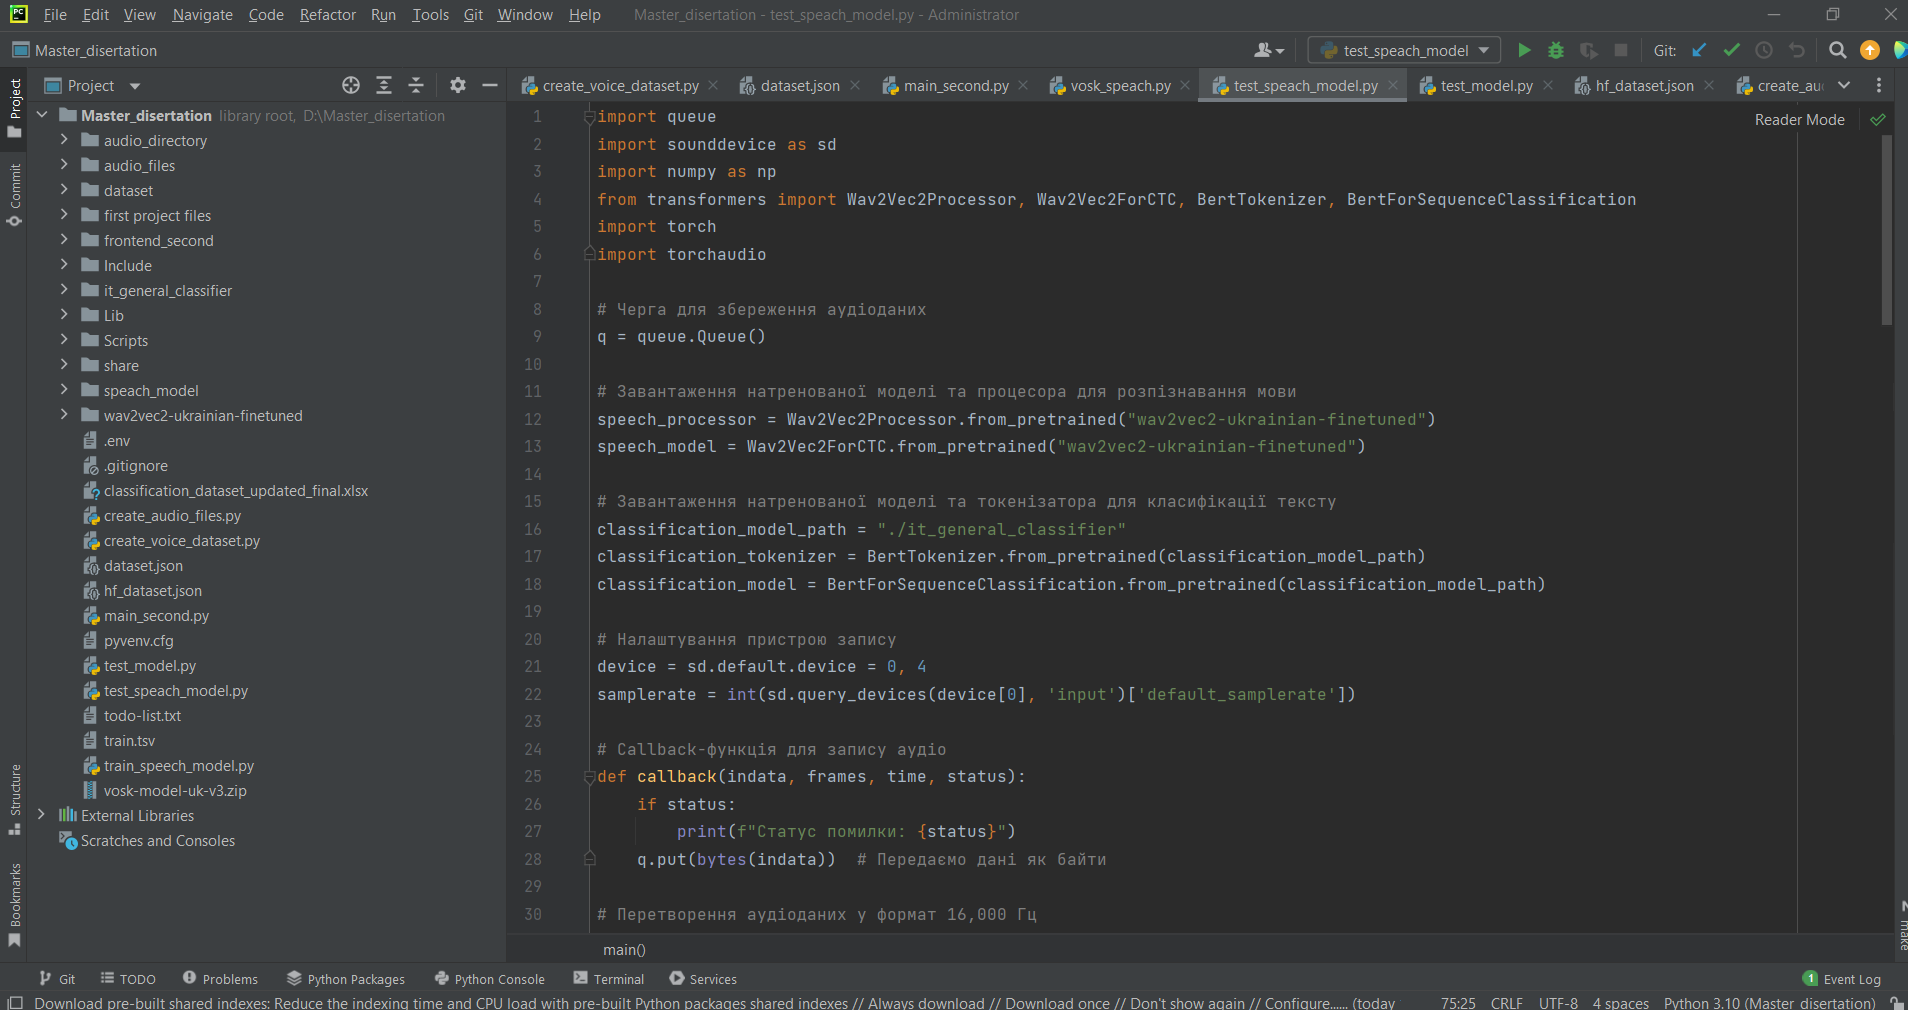 File Edit View Navigate Code Refactor Run Tools Git Window Help Master_disertation - test_speach_model.py - Administrator
Master_disertation
test_speach_model
Git:
Project
create_voice_dataset.py
dataset.json
main_second.py
vosk_speach.py
test_speach_model.py
test_model.py
hf_dataset.json
create_au
Project
Commit
Structure
Bookmarks
Master_disertation library root, D:\Master_disertation
audio_directory
audio_files
dataset
first project files
frontend_second
Include
it_general_classifier
Lib
Scripts
share
speach_model
wav2vec2-ukrainian-finetuned
.env
.gitignore
classification_dataset_updated_final.xlsx
create_audio_files.py
create_voice_dataset.py
dataset.json
hf_dataset.json
main_second.py
pyvenv.cfg
test_model.py
test_speach_model.py
todo-list.txt
train.tsv
train_speech_model.py
vosk-model-uk-v3.zip
External Libraries
Scratches and Consoles
Reader Mode
1 import queue
2 import sounddevice as sd
3 import numpy as np
4 from transformers import Wav2Vec2Processor, Wav2Vec2ForCTC, BertTokenizer, BertForSequenceClassification
5 import torch
6 import torchaudio
7
8 # Черга для збереження аудіоданих
9 q = queue.Queue()
10
11 # Завантаження натренованої моделі та процесора для розпізнавання мови
12 speech_processor = Wav2Vec2Processor.from_pretrained("wav2vec2-ukrainian-finetuned")
13 speech_model = Wav2Vec2ForCTC.from_pretrained("wav2vec2-ukrainian-finetuned")
14
15 # Завантаження натренованої моделі та токенізатора для класифікації тексту
16 classification_model_path = "./it_general_classifier"
17 classification_tokenizer = BertTokenizer.from_pretrained(classification_model_path)
18 classification_model = BertForSequenceClassification.from_pretrained(classification_model_path)
19
20 # Налаштування пристрою запису
21 device = sd.default.device = 0, 4
22 samplerate = int(sd.query_devices(device[0], 'input')['default_samplerate'])
23
24 # Callback-функція для запису аудіо
25 def callback(indata, frames, time, status):
26 if status:
27 print(f"Статус помилки: {status}")
28 q.put(bytes(indata)) # Передаємо дані як байти
29
30 # Перетворення аудіоданих у формат 16,000 Гц
main()
make
Git TODO Problems Python Packages Python Console Terminal Services 1 Event Log
Download pre-built shared indexes: Reduce the indexing time and CPU load with pre-built Python packages shared indexes // Always download // Download once // Don't show again // Configure...... (today 75:25 CRLF UTF-8 4 spaces Python 3.10 (Master_disertation)